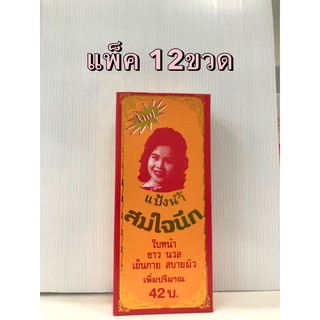 แพ็ค 12ขวด
ใหม่!
แป้งน้ำ
สมใจนึก
ใบหน้า
ขาว นวล
เย็นกาย สบายผิว
เพิ่มปริมาณ
42 บ.